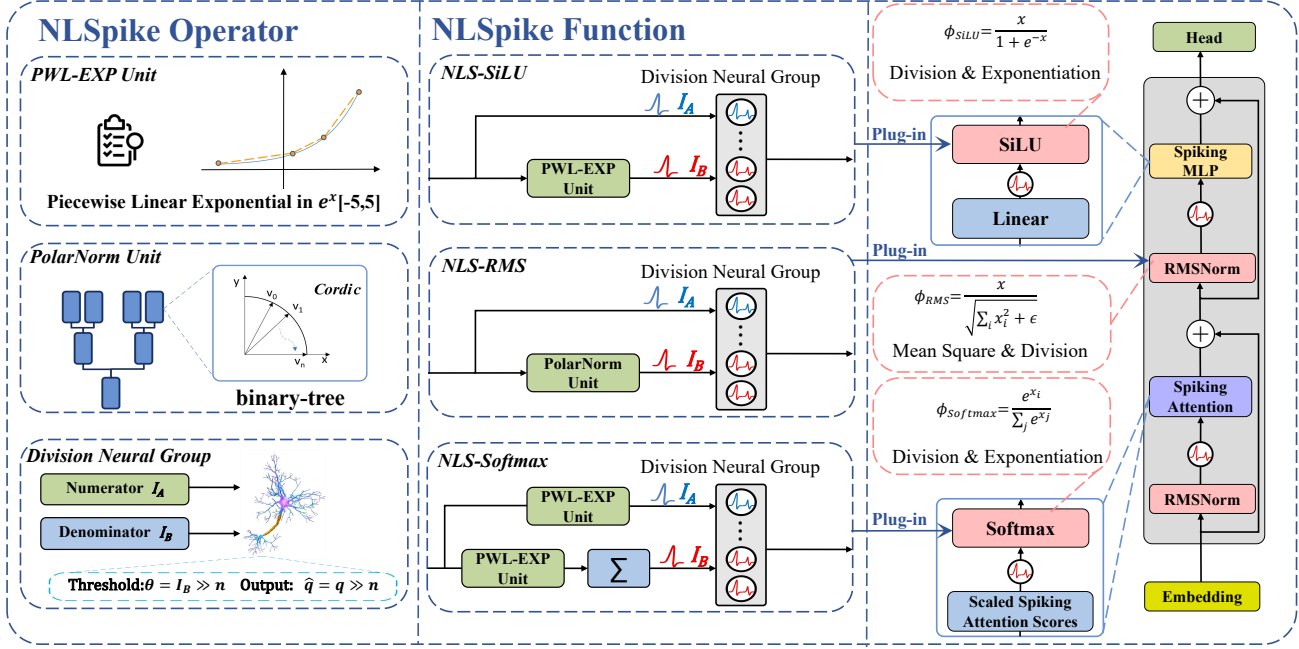 NLSpike Operator
PWL-EXP Unit
Piecewise Linear Exponential in e^x[-5,5]
PolarNorm Unit
y
Cordic
v_0
v_1
v_n
x
binary-tree
Division Neural Group
Numerator I_A
Denominator I_B
Threshold:θ = I_B ≫ n Output: q̂ = q ≫ n
NLSpike Function
NLS-SiLU
Division Neural Group
I_A
PWL-EXP
Unit
I_B
NLS-RMS
Division Neural Group
I_A
PolarNorm
Unit
I_B
NLS-Softmax
Division Neural Group
PWL-EXP
Unit
I_A
PWL-EXP
Unit
Σ
I_B
ϕ_SiLU=x/(1 + e^{-x})
Division & Exponentiation
Plug-in
SiLU
Linear
Plug-in
ϕ_RMS=x/√(∑_i x_i^2 + ϵ)
Mean Square & Division
ϕ_Softmax=e^{x_i}/∑_j e^{x_j}
Division & Exponentiation
Plug-in
Softmax
Scaled Spiking
Attention Scores
Head
+
Spiking
MLP
RMSNorm
+
Spiking
Attention
RMSNorm
Embedding